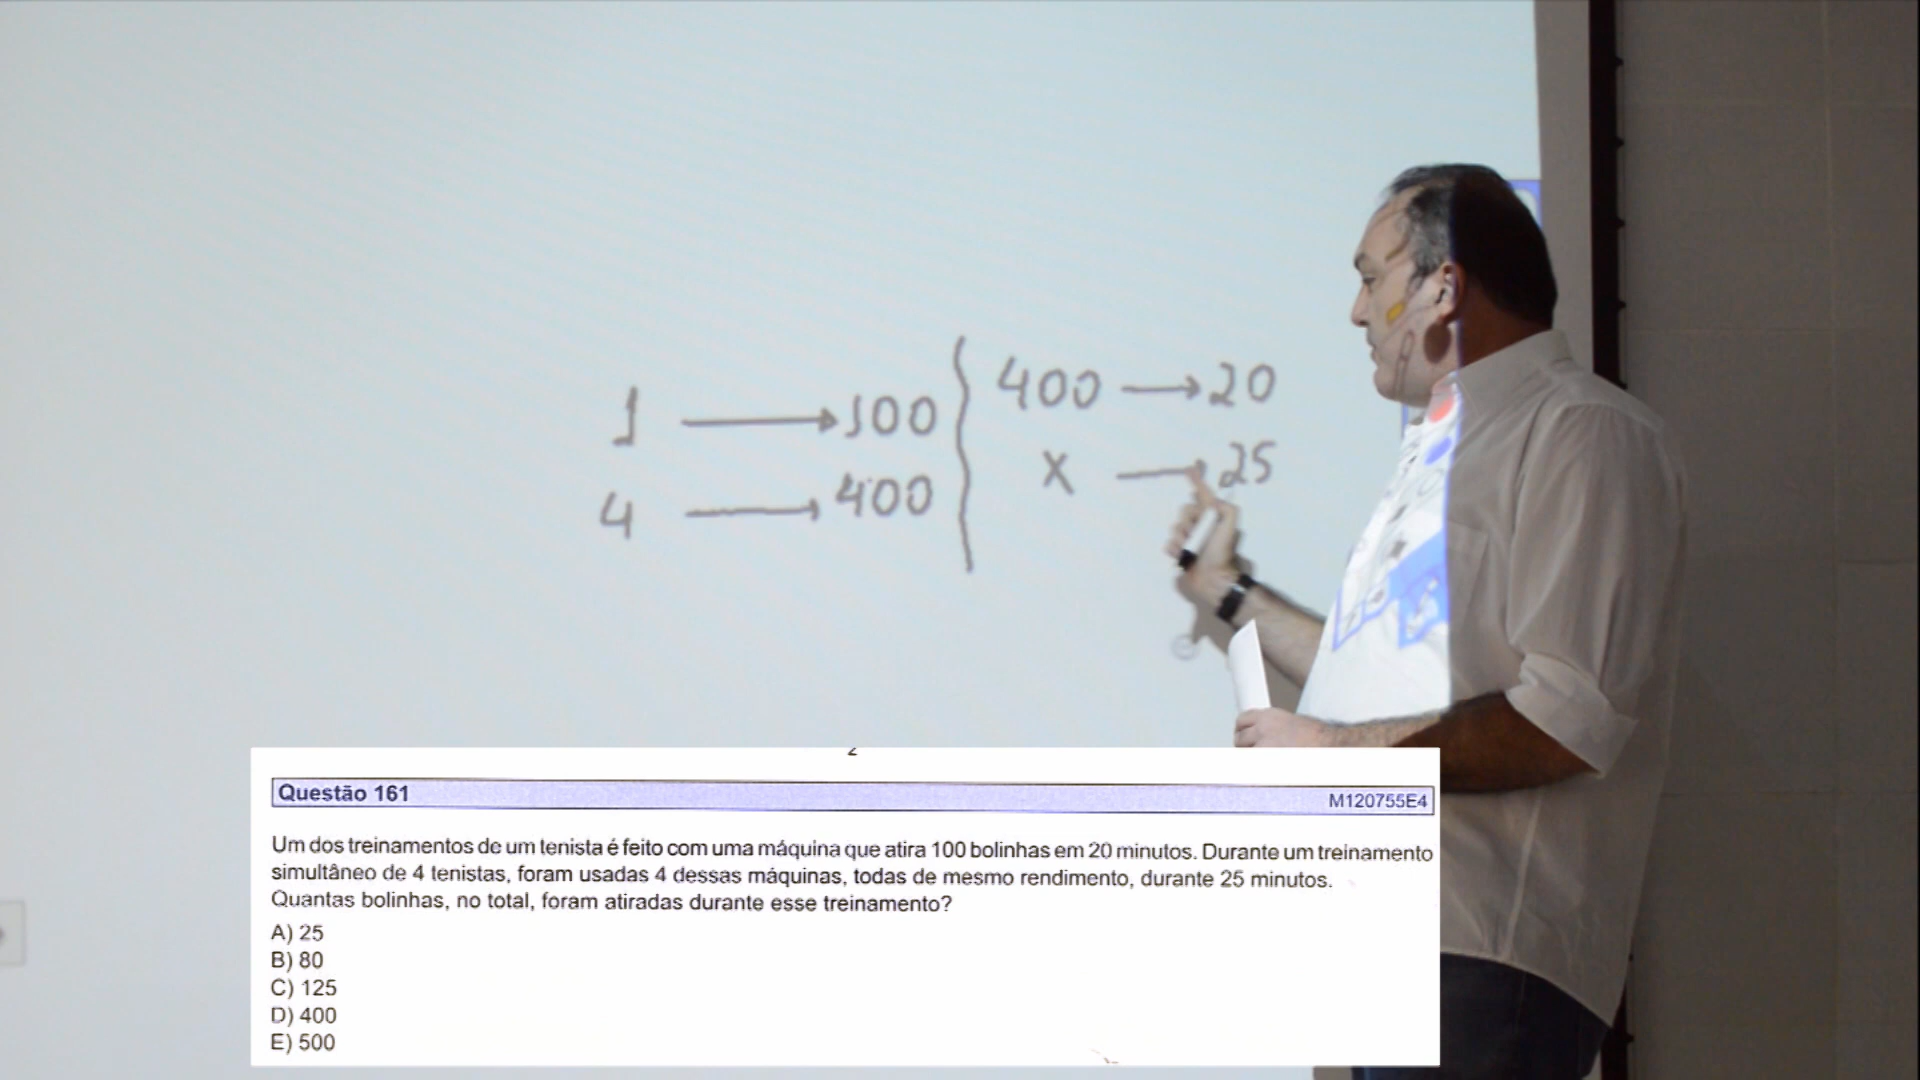 1 → 100
4 → 400
400 → 20
x → 25
Questão 161
M120755E4
Um dos treinamentos de um tenista é feito com uma máquina que atira 100 bolinhas em 20 minutos. Durante um treinamento
simultâneo de 4 tenistas, foram usadas 4 dessas máquinas, todas de mesmo rendimento, durante 25 minutos.
Quantas bolinhas, no total, foram atiradas durante esse treinamento?
A) 25
B) 80
C) 125
D) 400
E) 500